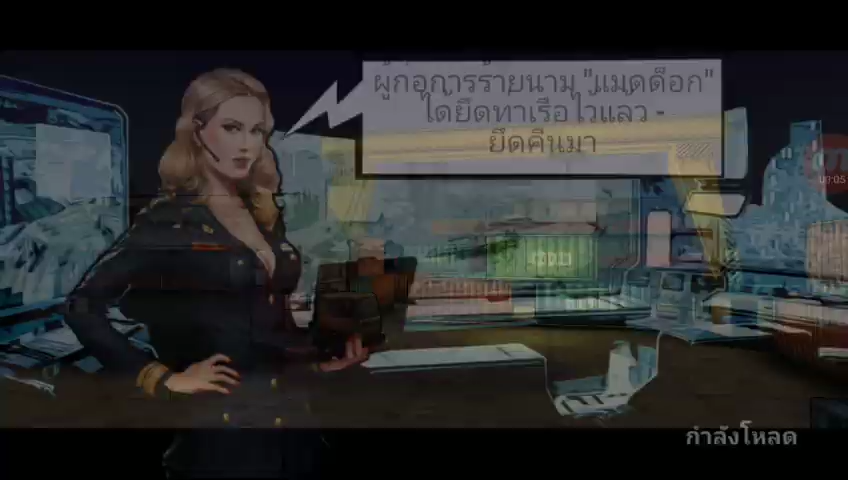 ผู้ก่อการร้ายนาม "แมดด็อก"
ได้ยึดท่าเรือไว้แล้ว -
ยึดคืนมา
00:05
กำลังโหลด